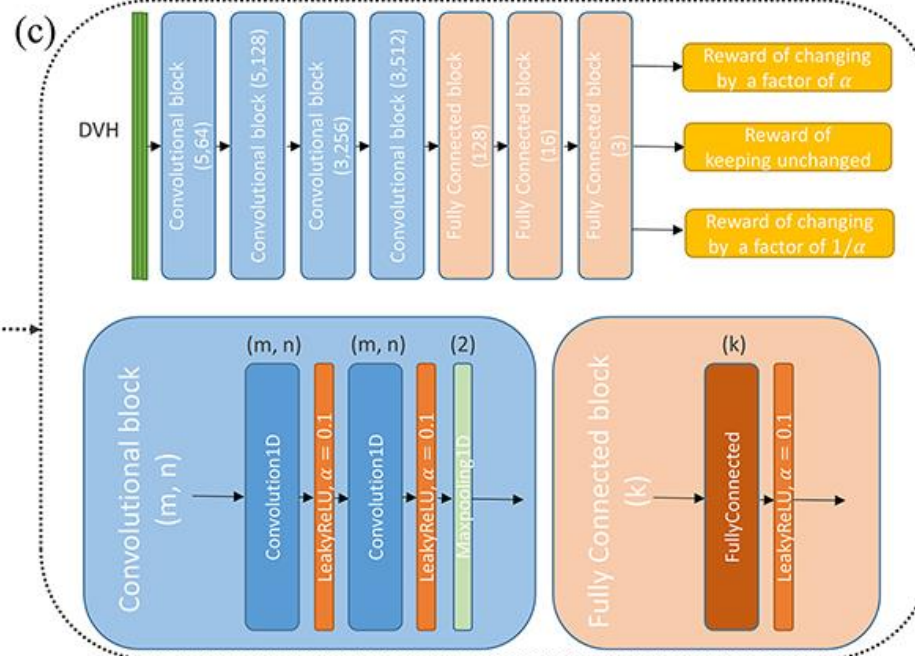 (c)
DVH
Convolutional block
(5,64)
Convolutional block (5,128)
Convolutional block
(3,256)
Convolutional block (3,512)
Fully Connected block
(128)
Fully Connected block
(16)
Fully Connected block
(3)
Reward of changing
by a factor of α
Reward of
keeping unchanged
Reward of changing
by a factor of 1/α
Convolutional block
(m, n)
(m, n)
Convolution1D
LeakyReLU, α = 0.1
(m, n)
Convolution1D
LeakyReLU, α = 0.1
(2)
Maxpooling1D
Fully Connected block
(k)
(k)
FullyConnected
LeakyReLU, α = 0.1